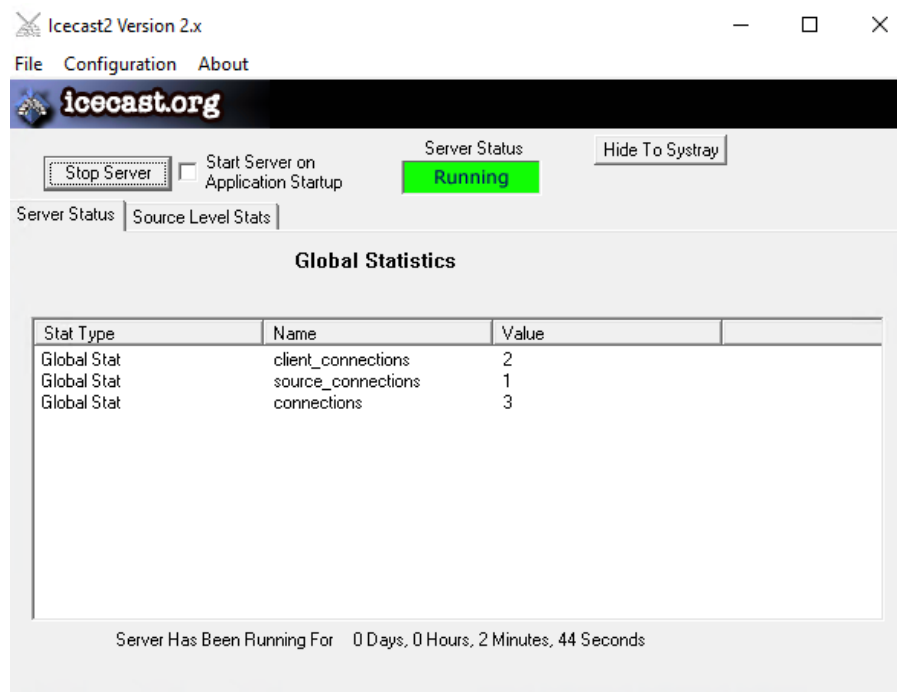 Icecast2 Version 2.x
File Configuration About
icecast.org
Stop Server
Start Server on
Application Startup
Server Status
Running
Hide To Systray
Server Status Source Level Stats
Global Statistics
Stat Type Name Value
Global Stat client_connections 2
Global Stat source_connections 1
Global Stat connections 3
Server Has Been Running For 0 Days, 0 Hours, 2 Minutes, 44 Seconds